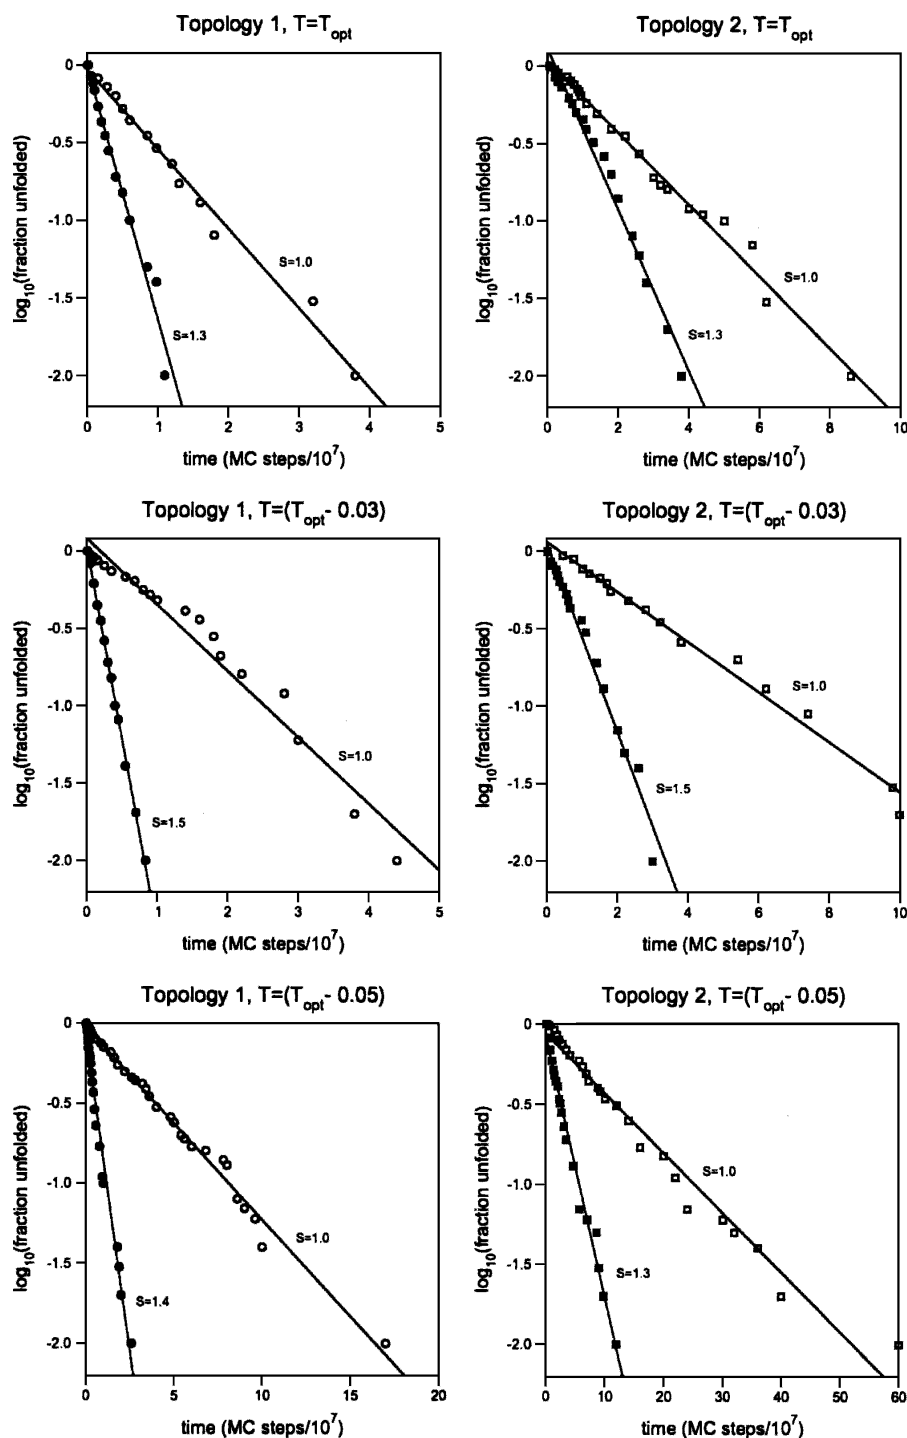 Topology 1, T=T_opt
log10(fraction unfolded)
0
-0.5
-1.0
-1.5
-2.0
S=1.0
S=1.3
0 1 2 3 4 5
time (MC steps/10^7)
Topology 2, T=T_opt
log10(fraction unfolded)
0
-0.5
-1.0
-1.5
-2.0
S=1.0
S=1.3
0 2 4 6 8 10
time (MC steps/10^7)
Topology 1, T=(T_opt- 0.03)
log10(fraction unfolded)
0
-0.5
-1.0
-1.5
-2.0
S=1.0
S=1.5
0 1 2 3 4 5
time (MC steps/10^7)
Topology 2, T=(T_opt- 0.03)
log10(fraction unfolded)
0
-0.5
-1.0
-1.5
-2.0
S=1.0
S=1.5
0 2 4 6 8 10
time (MC steps/10^7)
Topology 1, T=(T_opt- 0.05)
log10(fraction unfolded)
0
-0.5
-1.0
-1.5
-2.0
S=1.0
S=1.4
0 5 10 15 20
time (MC steps/10^7)
Topology 2, T=(T_opt- 0.05)
log10(fraction unfolded)
0
-0.5
-1.0
-1.5
-2.0
S=1.0
S=1.3
0 10 20 30 40 50 60
time (MC steps/10^7)